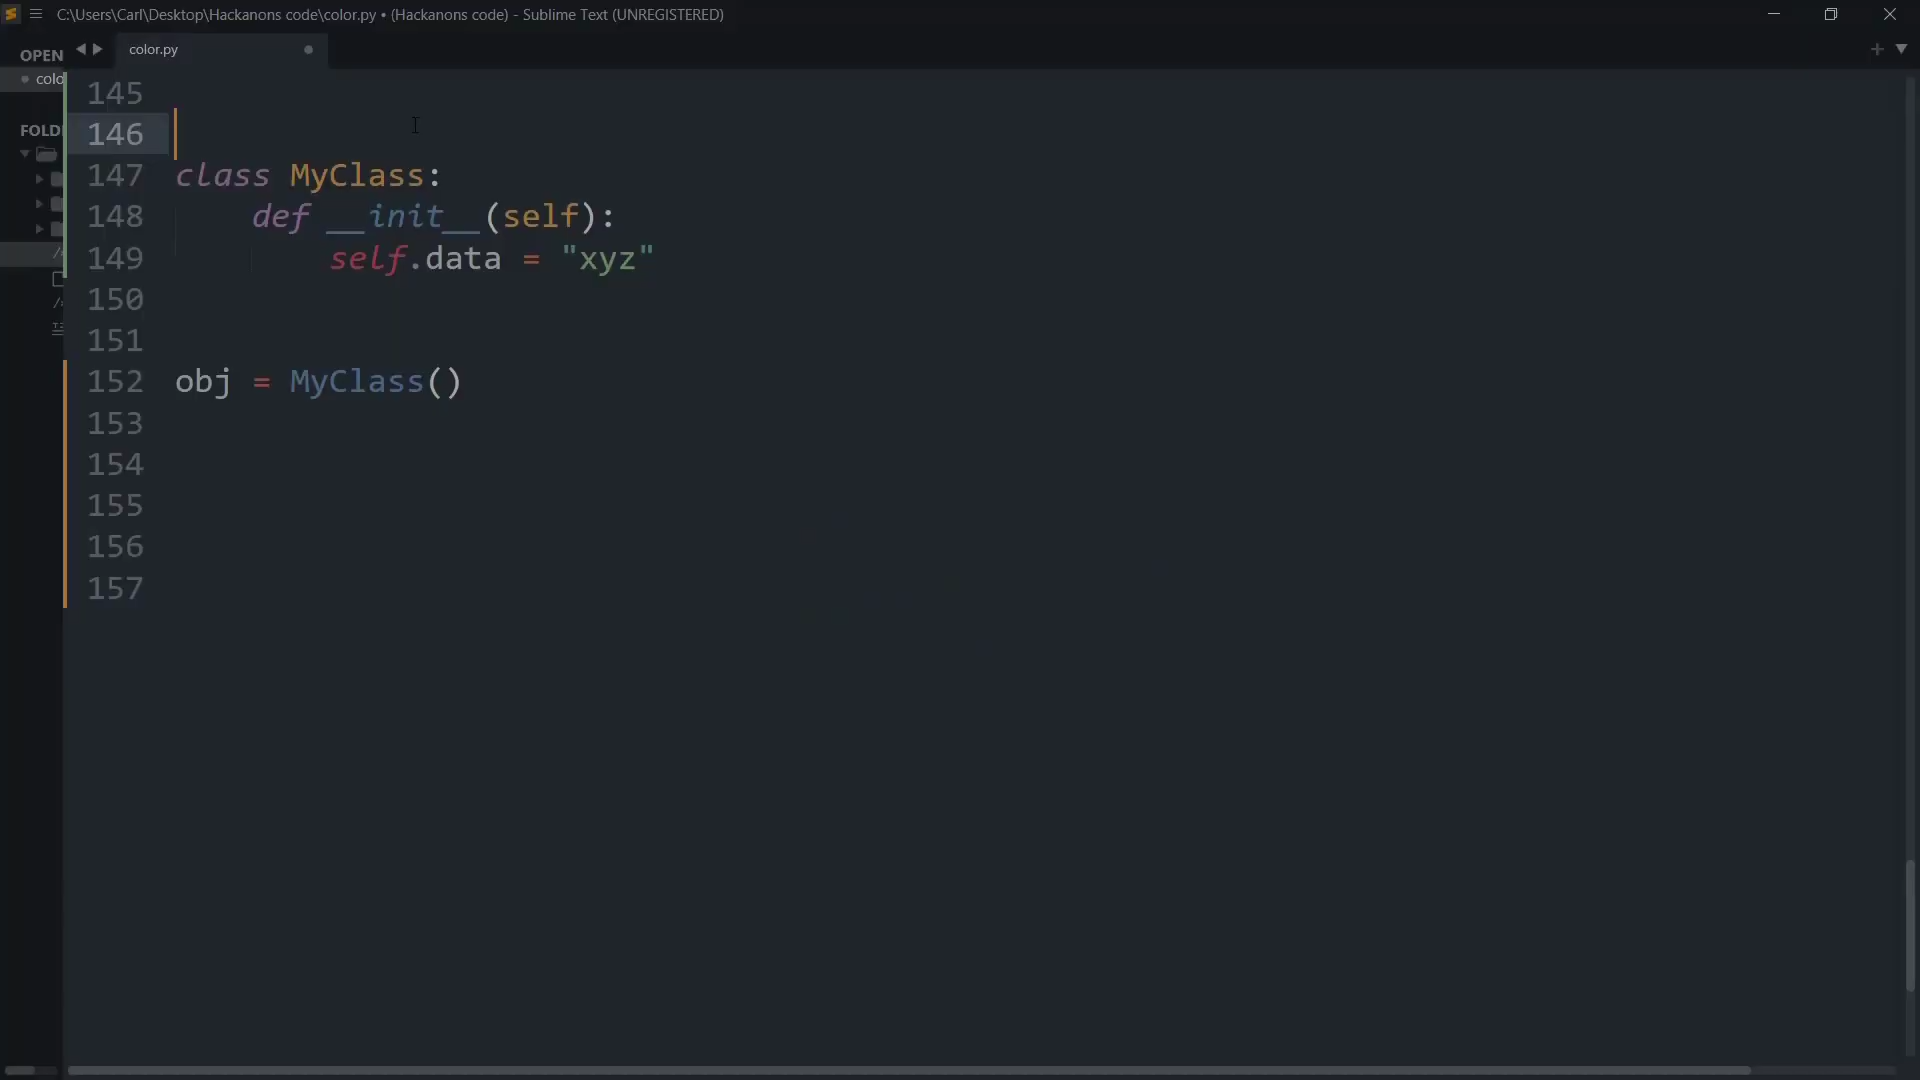 C:\Users\Carl\Desktop\Hackanons code\color.py • (Hackanons code) - Sublime Text (UNREGISTERED)
OPEN
color.py
colo
FOLD
145
146
147 class MyClass:
148 def __init__(self):
149 self.data = "xyz"
150
151
152 obj = MyClass()
153
154
155
156
157